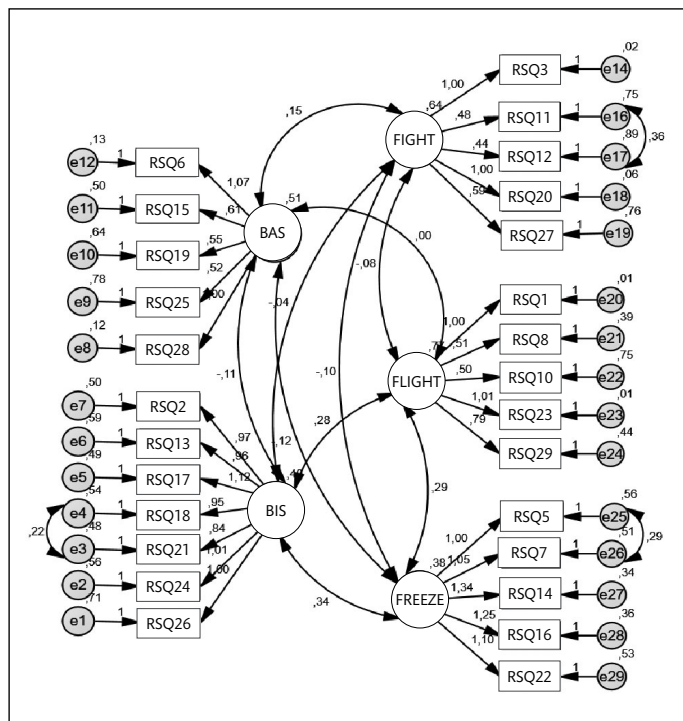 ,02
e14
1
RSQ3
1,00
,75
e16
1
RSQ11
,48
,64
FIGHT
,36
,89
e17
1
RSQ12
,44
,06
e18
1
RSQ20
1,00
,76
e19
1
RSQ27
,59
,15
,13
e12
1
RSQ6
1,07
,50
e11
1
RSQ15
,61
,51
BAS
,64
e10
1
RSQ19
,55
,78
e9
1
RSQ25
,52
,12
e8
1
RSQ28
,00
-,08
-,04
,01
e20
1
RSQ1
1,00
,39
e21
1
RSQ8
,51
,75
e22
1
RSQ10
,50
FLIGHT
,01
e23
1
RSQ23
1,01
,44
e24
1
RSQ29
,79
-,11
-,10
-,12
,28
,29
,34
,50
e7
1
RSQ2
,97
,59
e6
1
RSQ13
,96
,49
e5
1
RSQ17
1,12
BIS
,54
e4
1
RSQ18
,95
,22
,48
e3
1
RSQ21
,84
,56
e2
1
RSQ24
1,01
,71
e1
1
RSQ26
1,00
,56
e25
1
RSQ5
1,00
,29
,51
e26
1
RSQ7
1,05
,38
FREEZE
,34
e27
1
RSQ14
1,34
,36
e28
1
RSQ16
1,25
,53
e29
1
RSQ22
1,10